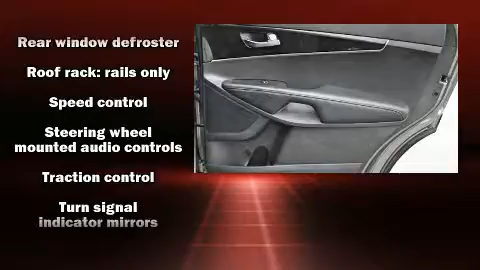 Rear window defroster
Roof rack: rails only
Speed control
Steering wheel
mounted audio controls
Traction control
Turn signal
indicator mirrors